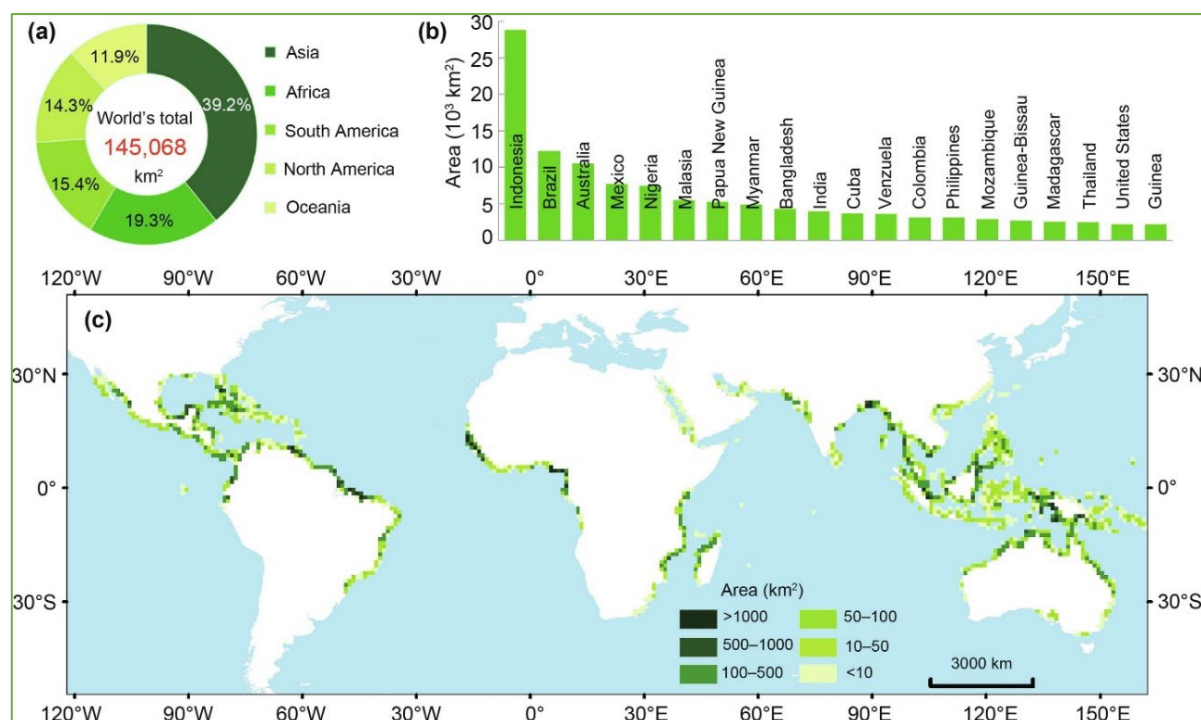 (a)
11.9%
14.3%
39.2%
World's total
145,068
km²
15.4%
19.3%
Asia
Africa
South America
North America
Oceania
(b)
Area (10³ km²)
30
25
20
15
10
5
0
Indonesia
Brazil
Australia
Mexico
Nigeria
Malasia
Papua New Guinea
Myanmar
Bangladesh
India
Cuba
Venzuela
Colombia
Philippines
Mozambique
Guinea-Bissau
Madagascar
Thailand
United States
Guinea
120°W 90°W 60°W 30°W 0° 30°E 60°E 90°E 120°E 150°E
(c)
30°N 30°N
0° 0°
30°S 30°S
Area (km²)
>1000 50–100
500–1000 10–50
100–500 <10
3000 km
120°W 90°W 60°W 30°W 0° 30°E 60°E 90°E 120°E 150°E